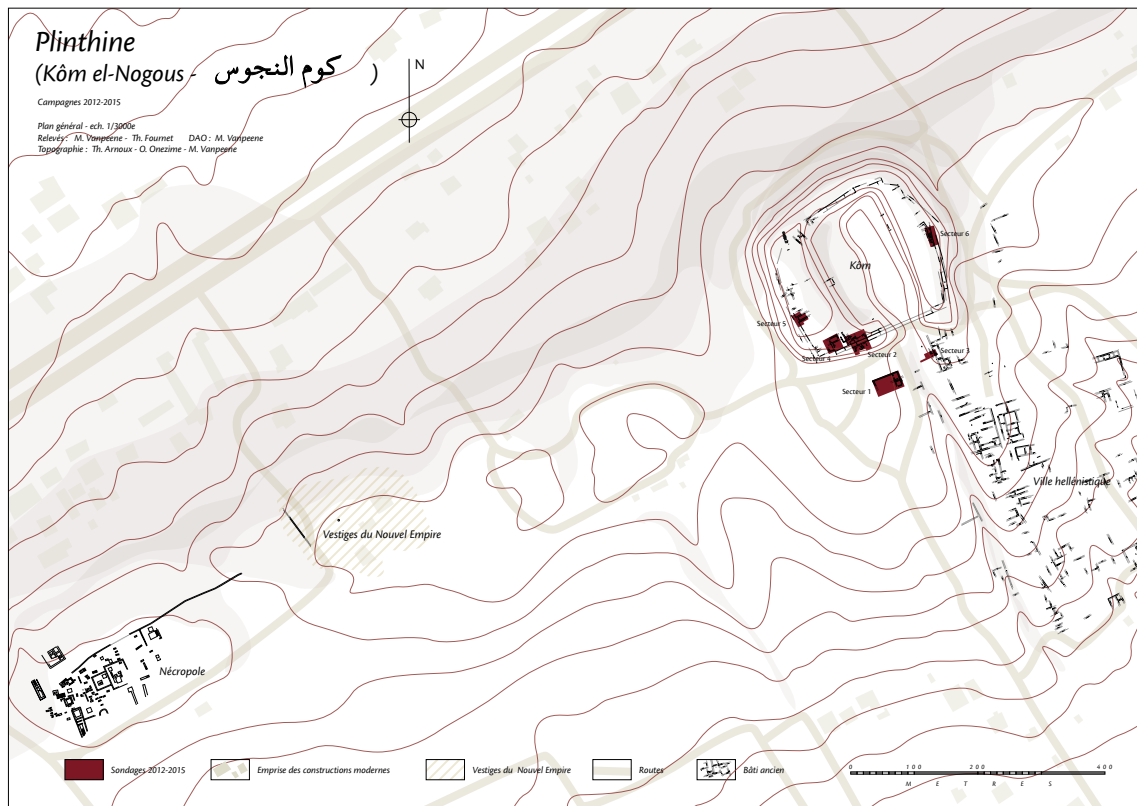 Plinthine
(Kôm el-Nogous - كوم النجوس )
Campagnes 2012-2015
Plan général - ech. 1/3000e
Relevés : M. Vanpeene - Th. Fournet DAO : M. Vanpeene
Topographie : Th. Arnoux - O. Onezime - M. Vanpeene
N
Secteur 6
Kôm
Secteur 5
Secteur 4
Secteur 2
Secteur 3
Secteur 1
Ville hellénistique
Vestiges du Nouvel Empire
Nécropole
Sondages 2012-2015
Emprise des constructions modernes
Vestiges du Nouvel Empire
Routes
Bâti ancien
0 100 200 400
M E T R E S